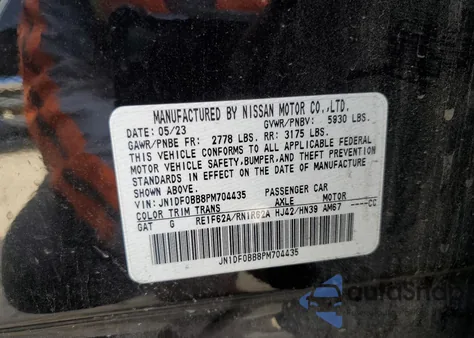 MANUFACTURED BY NISSAN MOTOR CO.,LTD.
DATE: 05/23 GVWR/PNBV: 5930 LBS.
GAWR/PNBE FR: 2778 LBS. RR: 3175 LBS.
THIS VEHICLE CONFORMS TO ALL APPLICABLE FEDERAL
MOTOR VEHICLE SAFETY,BUMPER,AND THEFT PREVENTION
STANDARDS IN EFFECT ON THE DATE OF MANUFACTURE
VIN: JN1DF0BB8PM704435 PASSENGER CAR
COLOR TRIM TRANS AXLE MOTOR
GAT G RE1F62A/RN1R62A HJ42/HN39 AM67 ----CC
JN1DF0BB8PM704435
AutoSnap